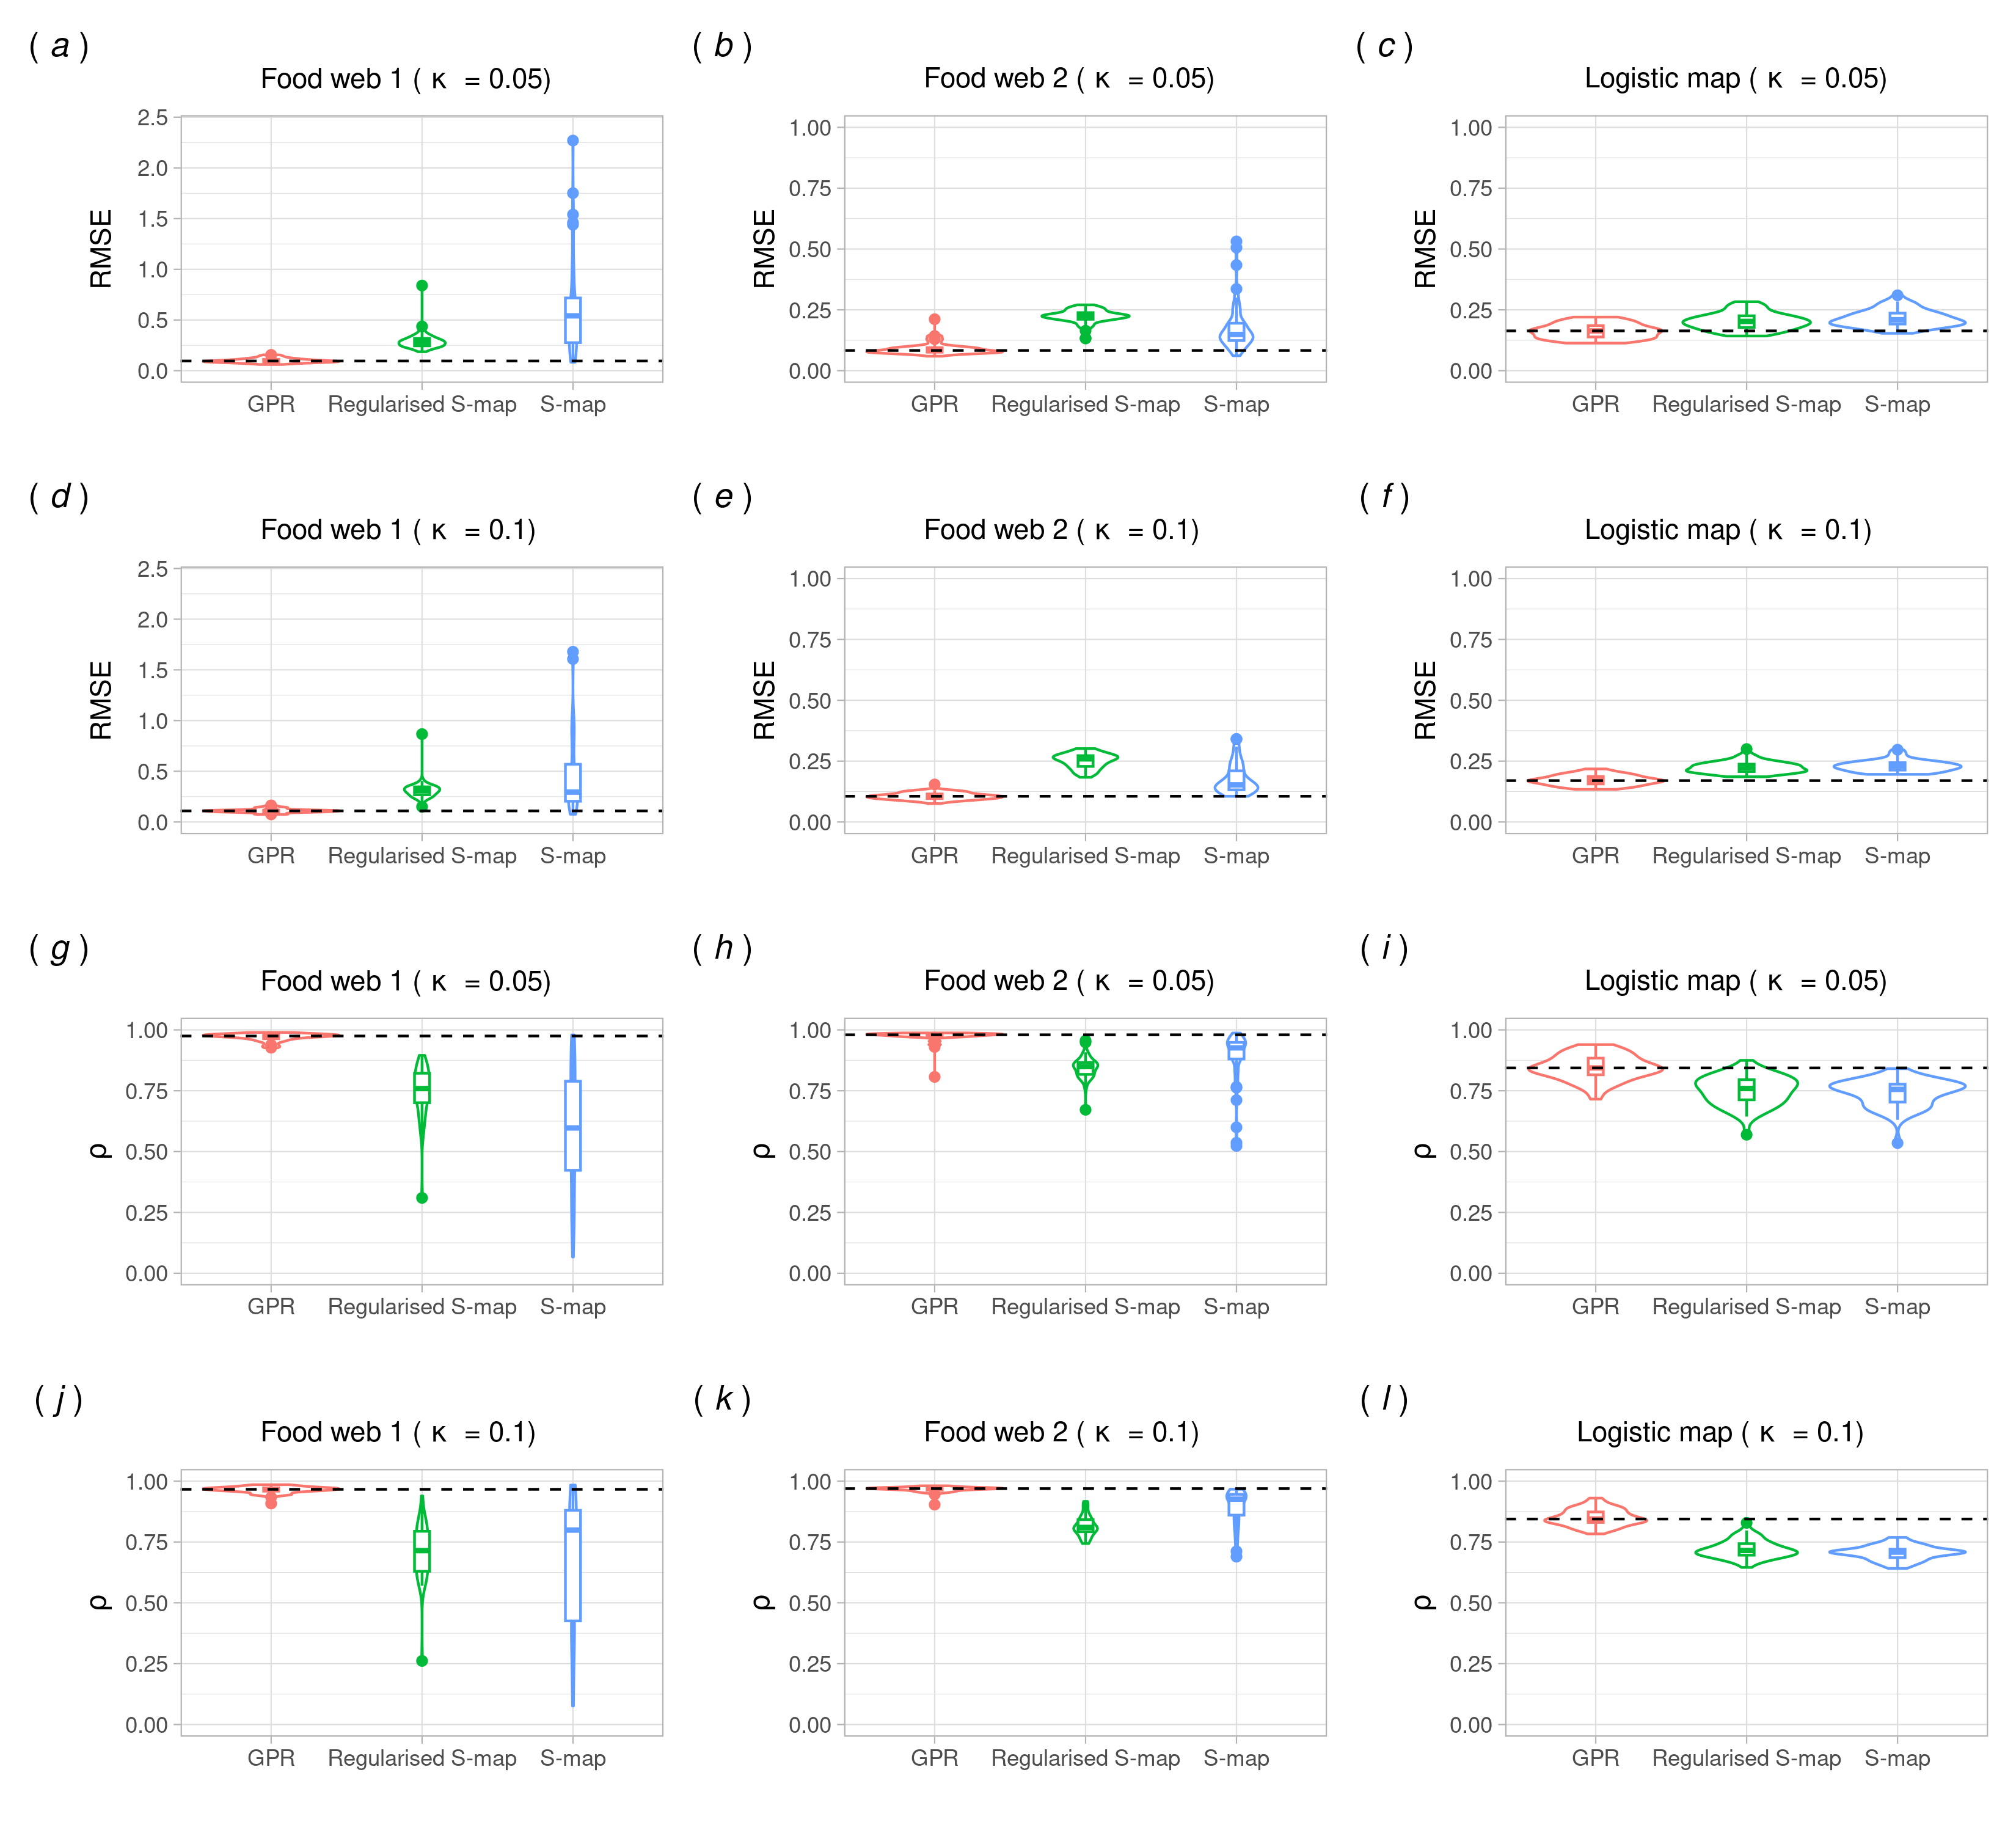 ( a )
( b )
( c )
Food web 1 ( κ = 0.05)
Food web 2 ( κ = 0.05)
Logistic map ( κ = 0.05)
RMSE
2.5
2.0
1.5
1.0
0.5
0.0
GPR Regularised S-map S-map
RMSE
1.00
0.75
0.50
0.25
0.00
GPR Regularised S-map S-map
RMSE
1.00
0.75
0.50
0.25
0.00
GPR Regularised S-map S-map
( d )
( e )
( f )
Food web 1 ( κ = 0.1)
Food web 2 ( κ = 0.1)
Logistic map ( κ = 0.1)
RMSE
2.5
2.0
1.5
1.0
0.5
0.0
GPR Regularised S-map S-map
RMSE
1.00
0.75
0.50
0.25
0.00
GPR Regularised S-map S-map
RMSE
1.00
0.75
0.50
0.25
0.00
GPR Regularised S-map S-map
( g )
( h )
( i )
Food web 1 ( κ = 0.05)
Food web 2 ( κ = 0.05)
Logistic map ( κ = 0.05)
ρ
1.00
0.75
0.50
0.25
0.00
GPR Regularised S-map S-map
ρ
1.00
0.75
0.50
0.25
0.00
GPR Regularised S-map S-map
ρ
1.00
0.75
0.50
0.25
0.00
GPR Regularised S-map S-map
( j )
( k )
( l )
Food web 1 ( κ = 0.1)
Food web 2 ( κ = 0.1)
Logistic map ( κ = 0.1)
ρ
1.00
0.75
0.50
0.25
0.00
GPR Regularised S-map S-map
ρ
1.00
0.75
0.50
0.25
0.00
GPR Regularised S-map S-map
ρ
1.00
0.75
0.50
0.25
0.00
GPR Regularised S-map S-map